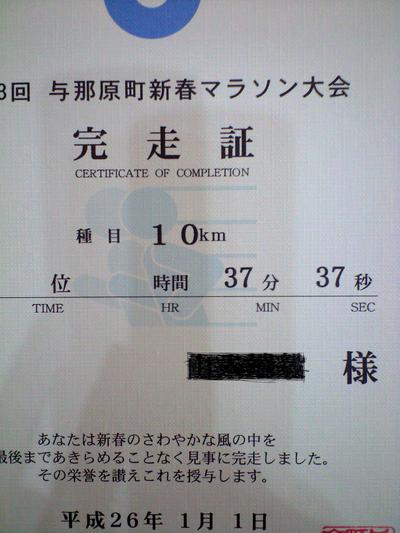 3回 与那原町新春マラソン大会
完走証
CERTIFICATE OF COMPLETION
種目 10km
位 時間 37分 37秒
TIME HR MIN SEC
様
あなたは新春のさわやかな風の中を
最後まであきらめることなく見事に完走しました。
その栄誉を讃えこれを授与します。
平成26年 1月 1日